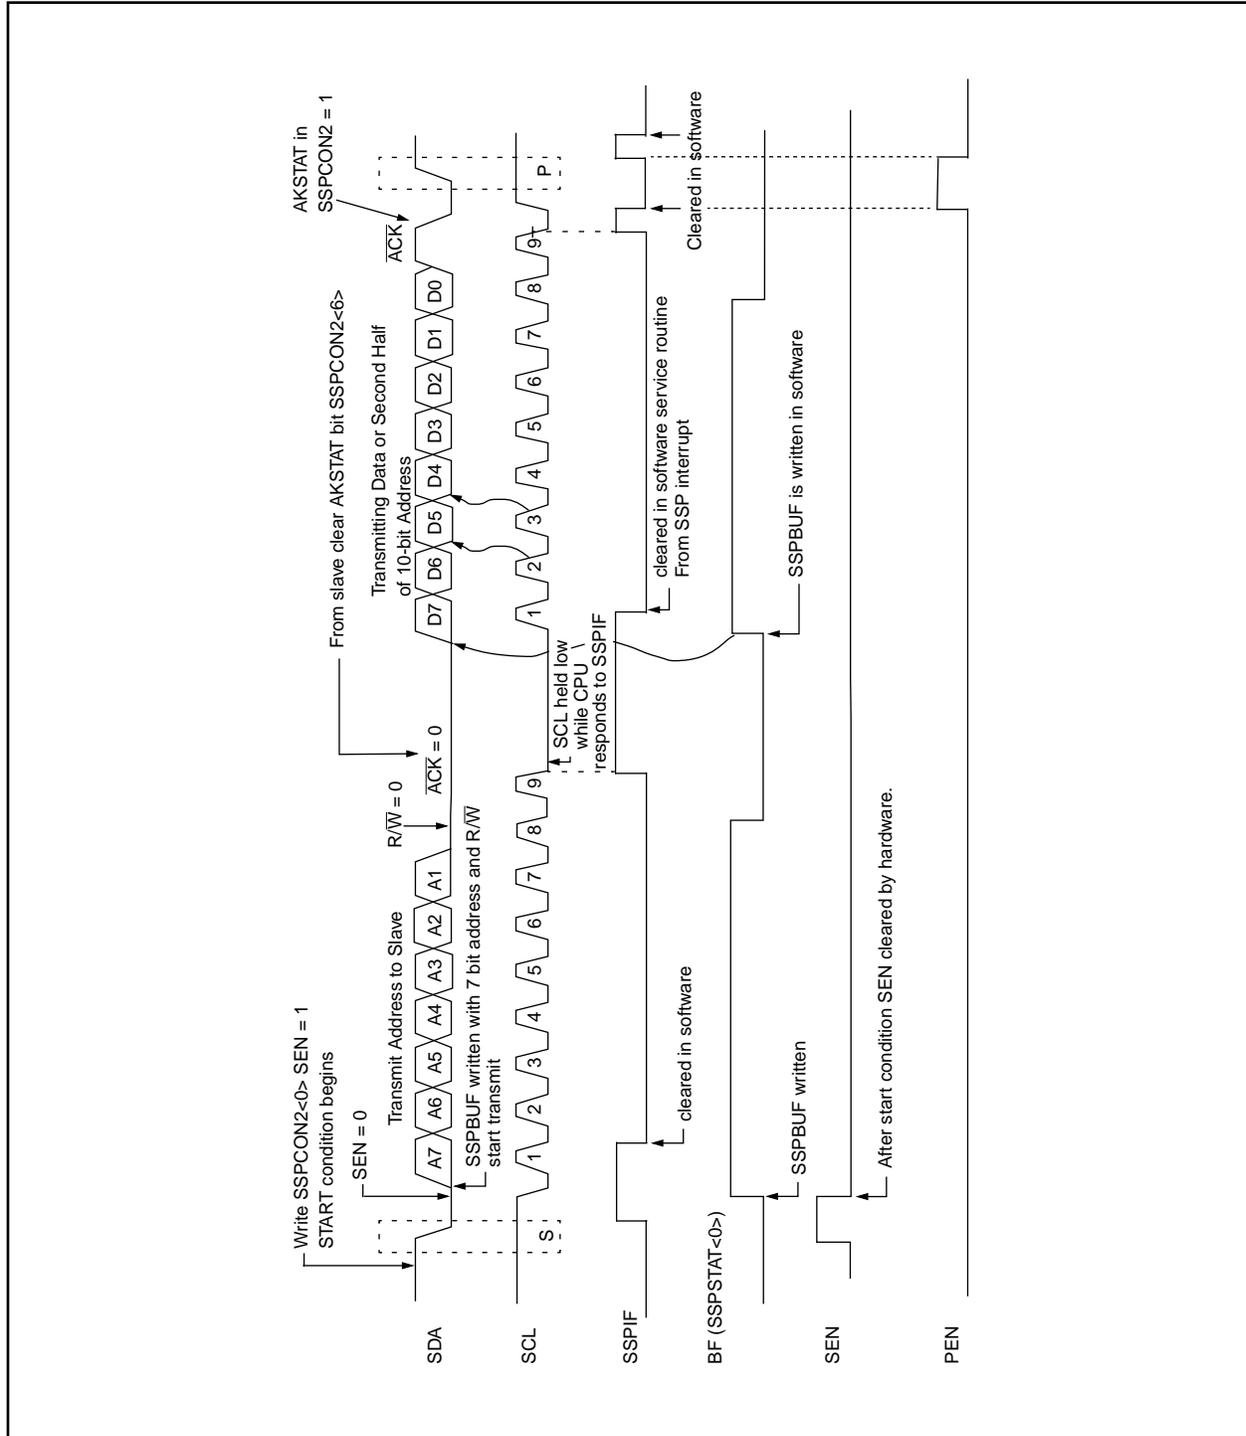 Write SSPCON2<0> SEN = 1
START condition begins
SEN = 0
Transmit Address to Slave
R/W = 0
ACK = 0
From slave clear AKSTAT bit SSPCON2<6>
Transmitting Data or Second Half
of 10-bit Address
ACK
AKSTAT in
SSPCON2 = 1
SDA
A7 A6 A5 A4 A3 A2 A1
D7 D6 D5 D4 D3 D2 D1 D0
SSPBUF written with 7 bit address and R/W
start transmit
SCL
S
1 2 3 4 5 6 7 8 9
1 2 3 4 5 6 7 8 9
P
SCL held low
while CPU
responds to SSPIF
SSPIF
cleared in software
cleared in software service routine
From SSP interrupt
Cleared in software
BF (SSPSTAT<0>)
SSPBUF written
SSPBUF is written in software
SEN
After start condition SEN cleared by hardware.
PEN